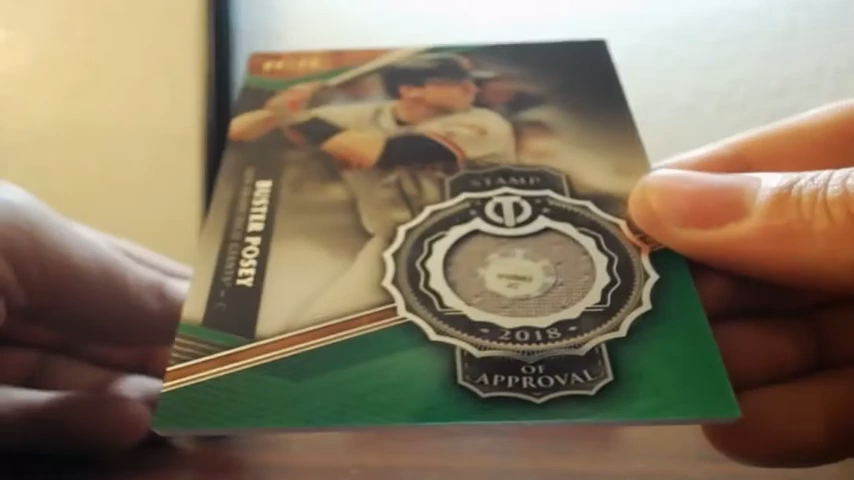 BUSTER POSEY
SAN FRANCISCO GIANTS® - C
STAMP
2018
OF
APPROVAL